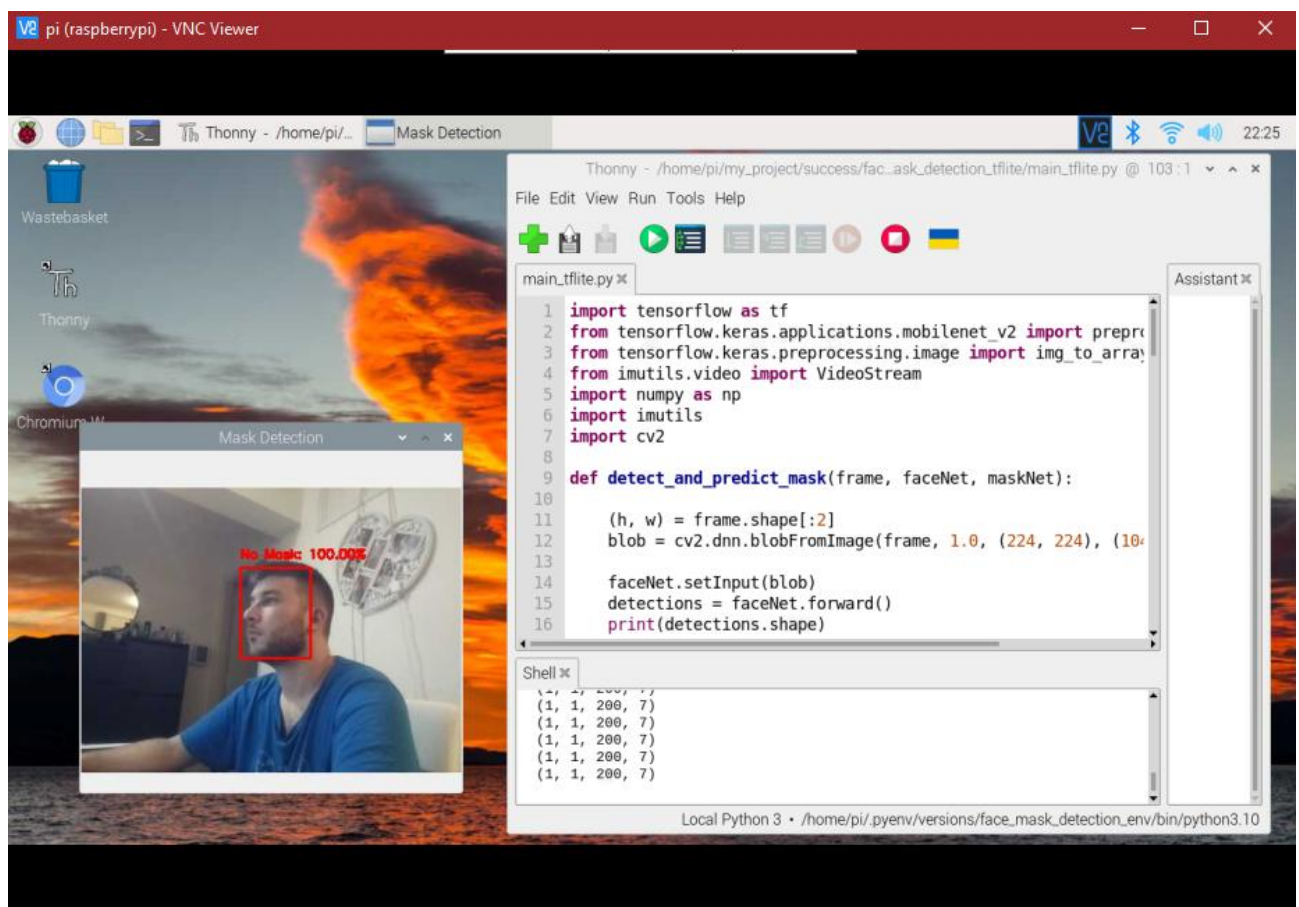 VS pi (raspberrypi) - VNC Viewer
Thonny - /home/pi/... Mask Detection 22:25
Wastebasket
Thonny
Chromium W
Mask Detection
No Mask: 100.00%
Thonny - /home/pi/my_project/success/fac...ask_detection_tflite/main_tflite.py @ 103 : 1
File Edit View Run Tools Help
main_tflite.py
Assistant
1 import tensorflow as tf
2 from tensorflow.keras.applications.mobilenet_v2 import prepro
3 from tensorflow.keras.preprocessing.image import img_to_array
4 from imutils.video import VideoStream
5 import numpy as np
6 import imutils
7 import cv2
8
9 def detect_and_predict_mask(frame, faceNet, maskNet):
10
11 (h, w) = frame.shape[:2]
12 blob = cv2.dnn.blobFromImage(frame, 1.0, (224, 224), (104
13
14 faceNet.setInput(blob)
15 detections = faceNet.forward()
16 print(detections.shape)
Shell
(1, 1, 200, 7)
(1, 1, 200, 7)
(1, 1, 200, 7)
(1, 1, 200, 7)
(1, 1, 200, 7)
(1, 1, 200, 7)
Local Python 3 • /home/pi/.pyenv/versions/face_mask_detection_env/bin/python3.10